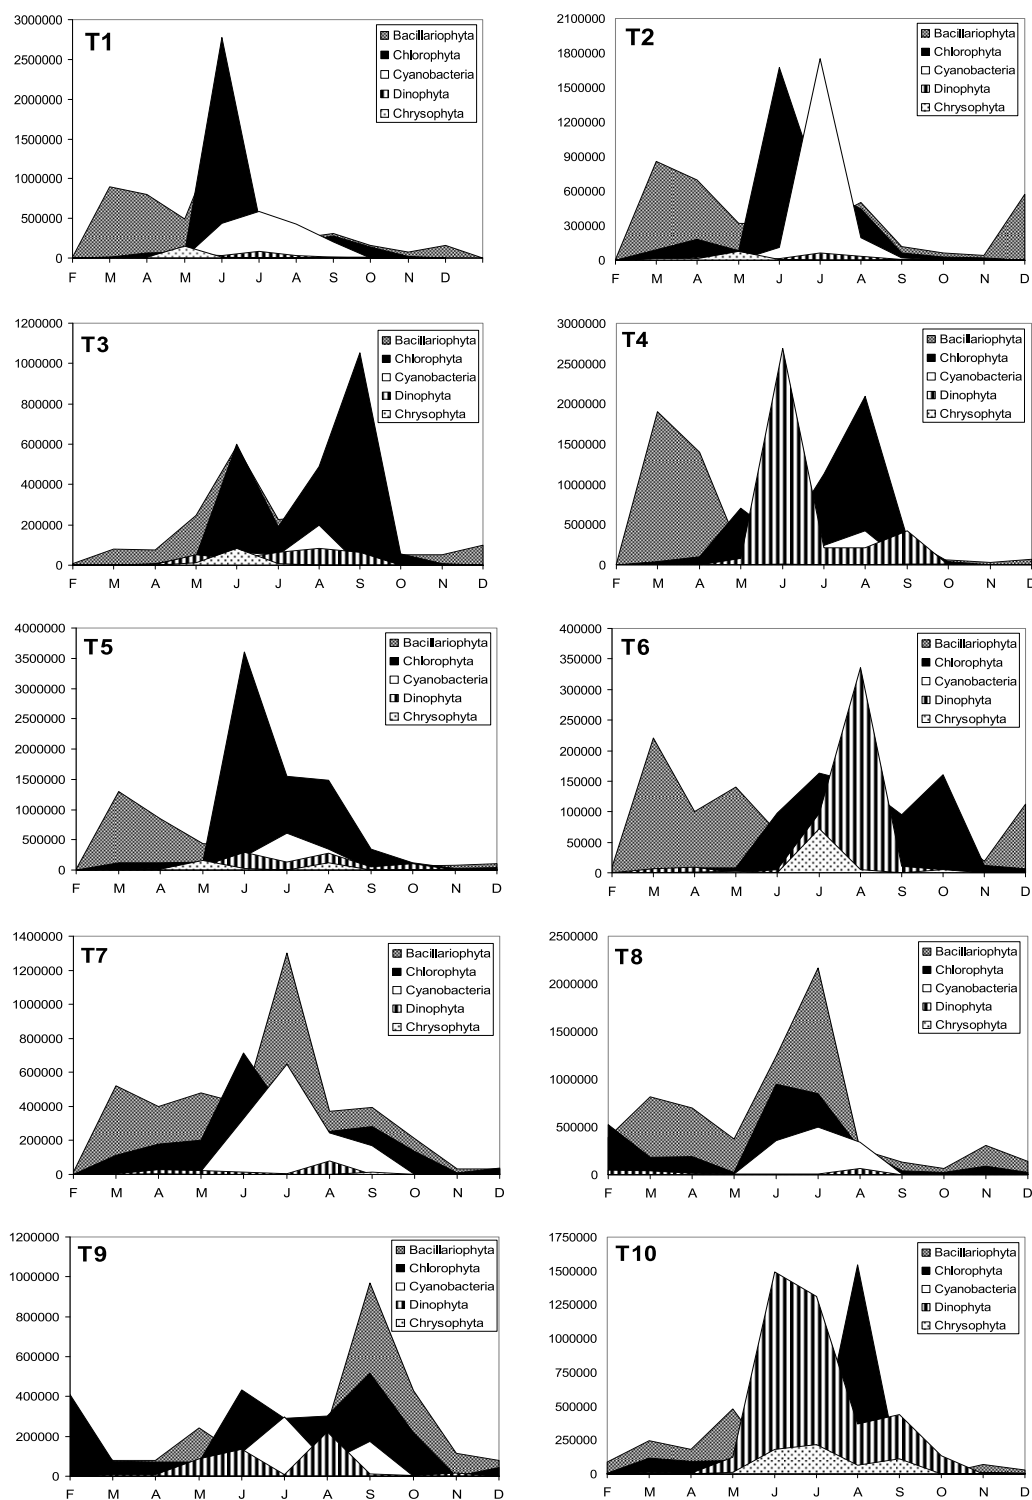 T1
3000000
2500000
2000000
1500000
1000000
500000
0
F M A M J J A S O N D
Bacillariophyta
Chlorophyta
Cyanobacteria
Dinophyta
Chrysophyta
T2
2100000
1800000
1500000
1200000
900000
600000
300000
0
F M A M J J A S O N D
Bacillariophyta
Chlorophyta
Cyanobacteria
Dinophyta
Chrysophyta
T3
1200000
1000000
800000
600000
400000
200000
0
F M A M J J A S O N D
Bacillariophyta
Chlorophyta
Cyanobacteria
Dinophyta
Chrysophyta
T4
3000000
2500000
2000000
1500000
1000000
500000
0
F M A M J J A S O N D
Bacillariophyta
Chlorophyta
Cyanobacteria
Dinophyta
Chrysophyta
T5
4000000
3500000
3000000
2500000
2000000
1500000
1000000
500000
0
F M A M J J A S O N D
Bacillariophyta
Chlorophyta
Cyanobacteria
Dinophyta
Chrysophyta
T6
400000
350000
300000
250000
200000
150000
100000
50000
0
F M A M J J A S O N D
Bacillariophyta
Chlorophyta
Cyanobacteria
Dinophyta
Chrysophyta
T7
1400000
1200000
1000000
800000
600000
400000
200000
0
F M A M J J A S O N D
Bacillariophyta
Chlorophyta
Cyanobacteria
Dinophyta
Chrysophyta
T8
2500000
2000000
1500000
1000000
500000
0
F M A M J J A S O N D
Bacillariophyta
Chlorophyta
Cyanobacteria
Dinophyta
Chrysophyta
T9
1200000
1000000
800000
600000
400000
200000
0
F M A M J J A S O N D
Bacillariophyta
Chlorophyta
Cyanobacteria
Dinophyta
Chrysophyta
T10
1750000
1500000
1250000
1000000
750000
500000
250000
0
F M A M J J A S O N D
Bacillariophyta
Chlorophyta
Cyanobacteria
Dinophyta
Chrysophyta